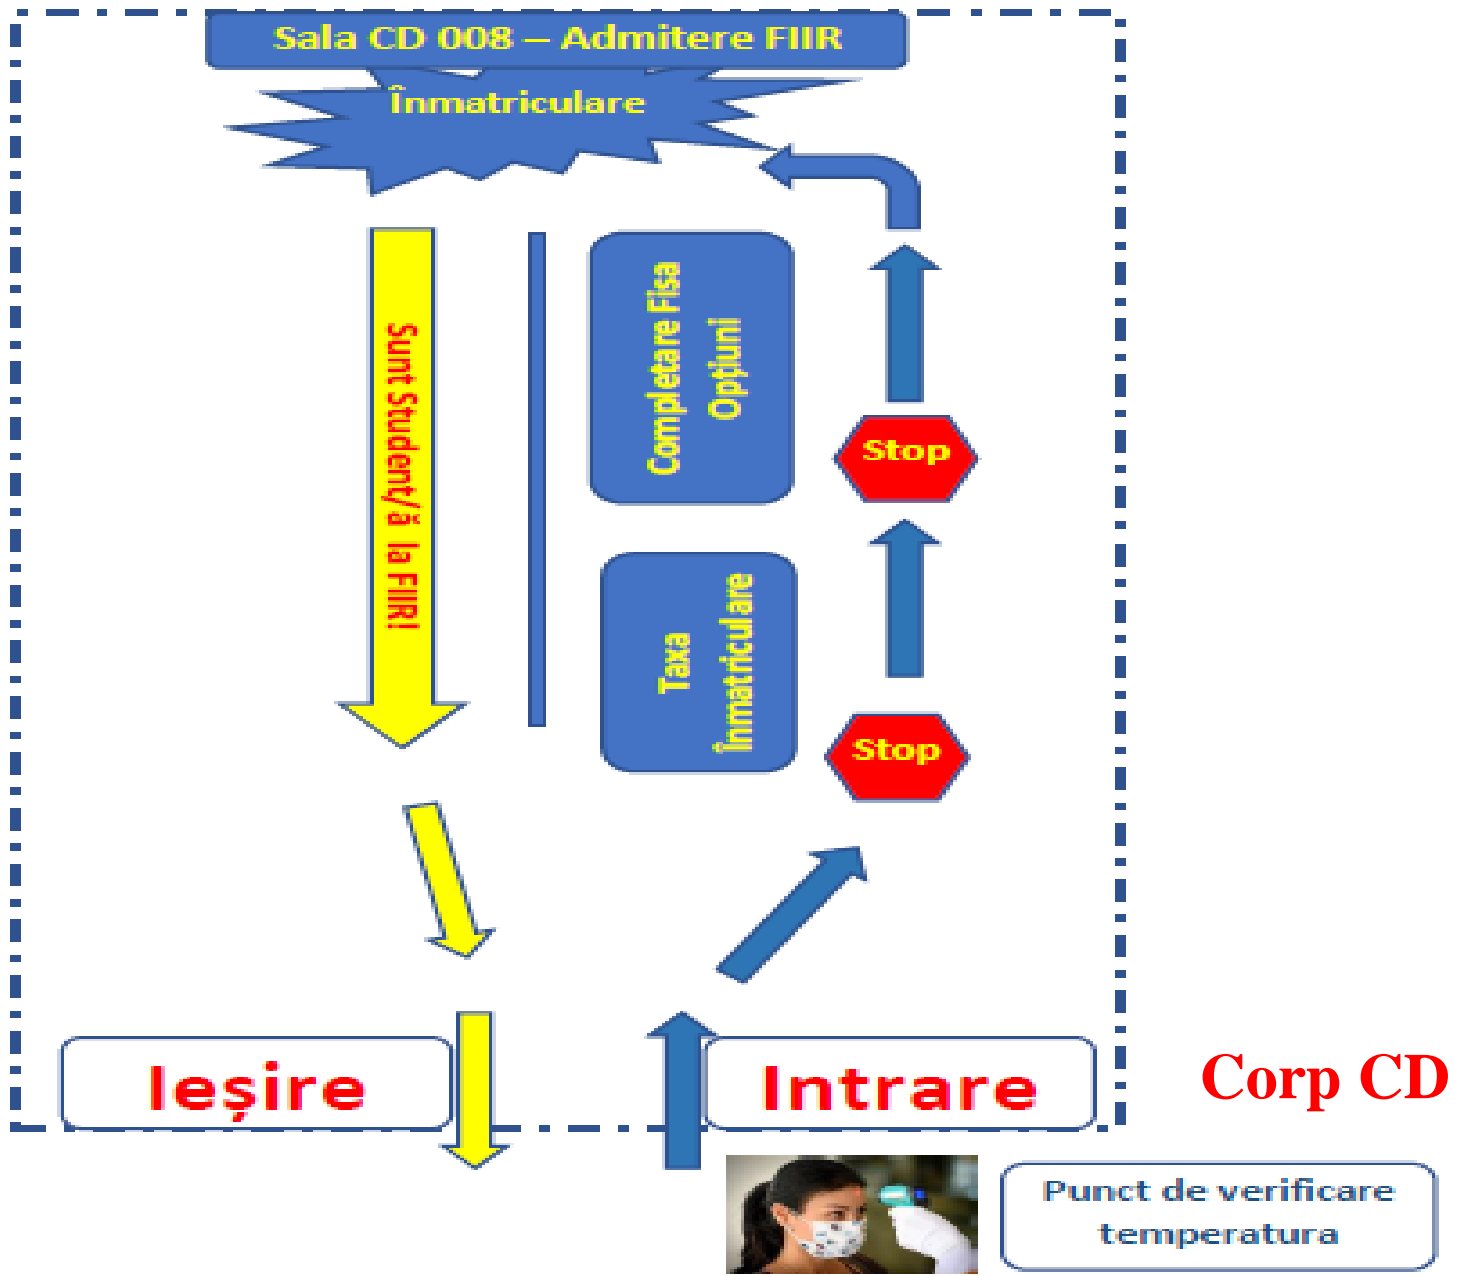 Sala CD 008 – Admitere FIIR
Înmatriculare
Sunt Student/ă la FIIR!
Completare Fisa
Opțiuni
Stop
Taxa
Înmatriculare
Stop
Ieșire
Intrare
Corp CD
Punct de verificare
temperatura